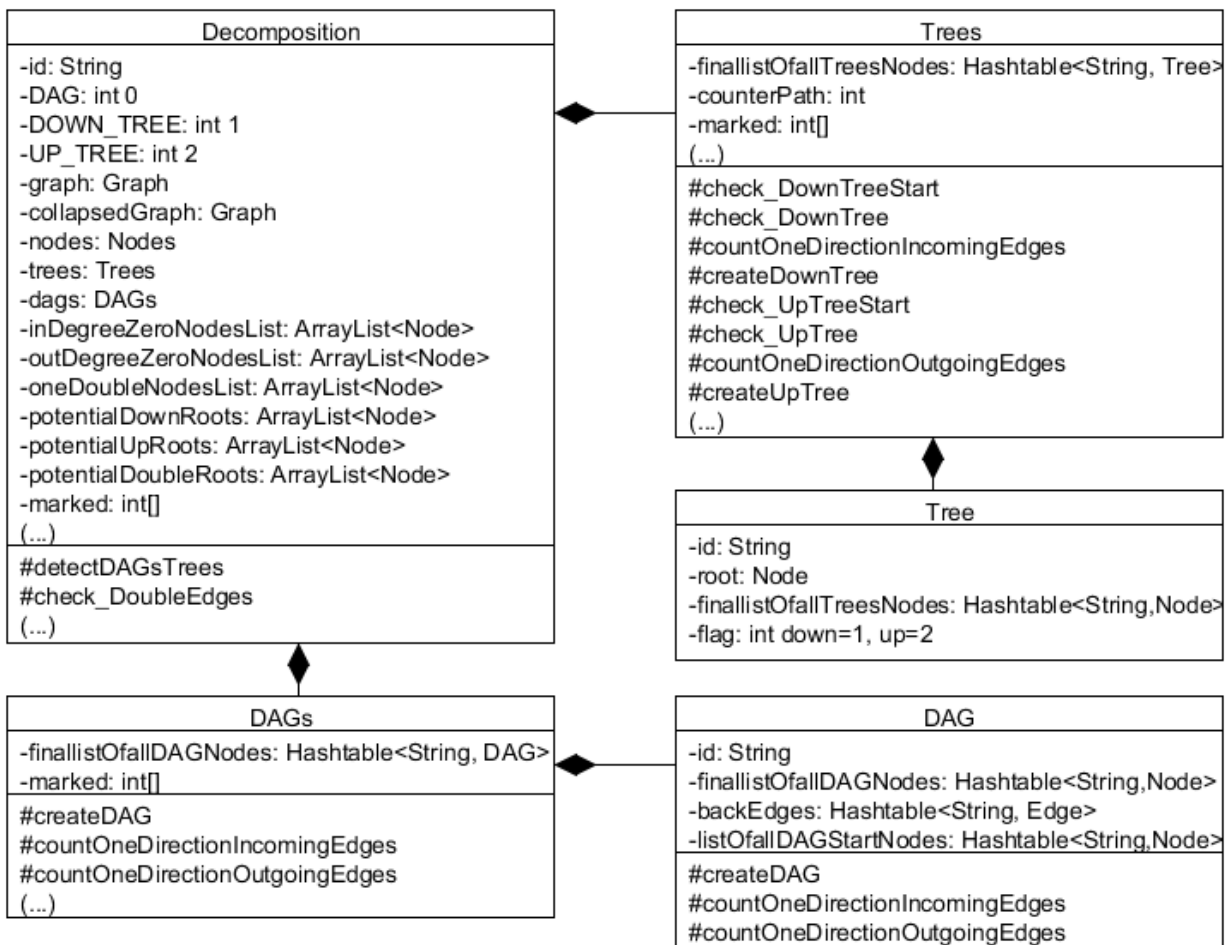 Decomposition
-id: String
-DAG: int 0
-DOWN_TREE: int 1
-UP_TREE: int 2
-graph: Graph
-collapsedGraph: Graph
-nodes: Nodes
-trees: Trees
-dags: DAGs
-inDegreeZeroNodesList: ArrayList<Node>
-outDegreeZeroNodesList: ArrayList<Node>
-oneDoubleNodesList: ArrayList<Node>
-potentialDownRoots: ArrayList<Node>
-potentialUpRoots: ArrayList<Node>
-potentialDoubleRoots: ArrayList<Node>
-marked: int[]
(...)
#detectDAGsTrees
#check_DoubleEdges
(...)
Trees
-finallistOfallTreesNodes: Hashtable<String, Tree>
-counterPath: int
-marked: int[]
(...)
#check_DownTreeStart
#check_DownTree
#countOneDirectionIncomingEdges
#createDownTree
#check_UpTreeStart
#check_UpTree
#countOneDirectionOutgoingEdges
#createUpTree
(...)
Tree
-id: String
-root: Node
-finallistOfallTreesNodes: Hashtable<String,Node>
-flag: int down=1, up=2
DAGs
-finallistOfallDAGNodes: Hashtable<String, DAG>
-marked: int[]
#createDAG
#countOneDirectionIncomingEdges
#countOneDirectionOutgoingEdges
(...)
DAG
-id: String
-finallistOfallDAGNodes: Hashtable<String,Node>
-backEdges: Hashtable<String, Edge>
-listOfallDAGStartNodes: Hashtable<String,Node>
#createDAG
#countOneDirectionIncomingEdges
#countOneDirectionOutgoingEdges